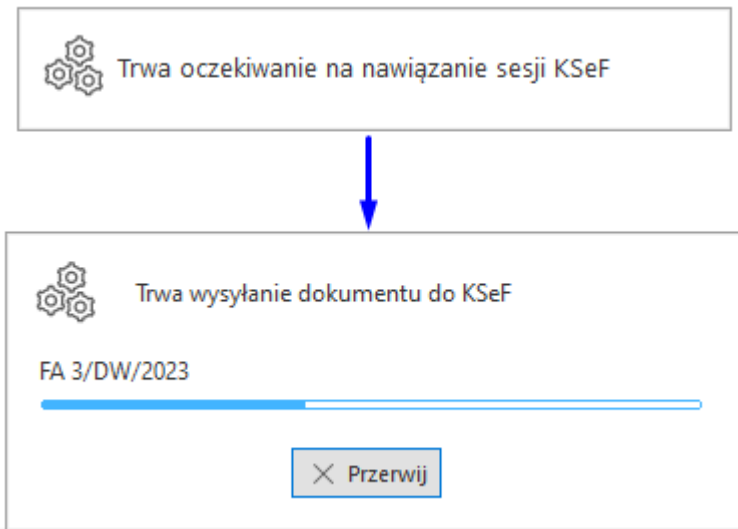 Trwa oczekiwanie na nawiązanie sesji KSeF
Trwa wysyłanie dokumentu do KSeF
FA 3/DW/2023
Przerwij